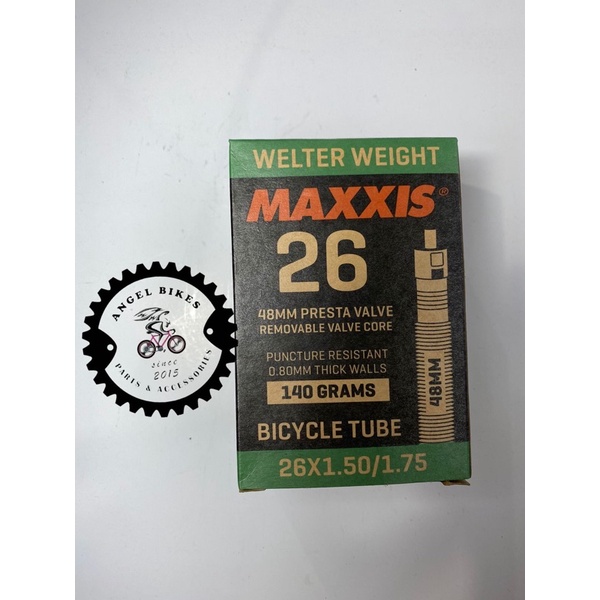 WELTER WEIGHT
MAXXIS®
26
48MM PRESTA VALVE
REMOVABLE VALVE CORE
PUNCTURE RESISTANT
0.80MM THICK WALLS
140 GRAMS
48MM
BICYCLE TUBE
26X1.50/1.75
ANGEL BIKES
since
2015
PARTS & ACCESSORIES